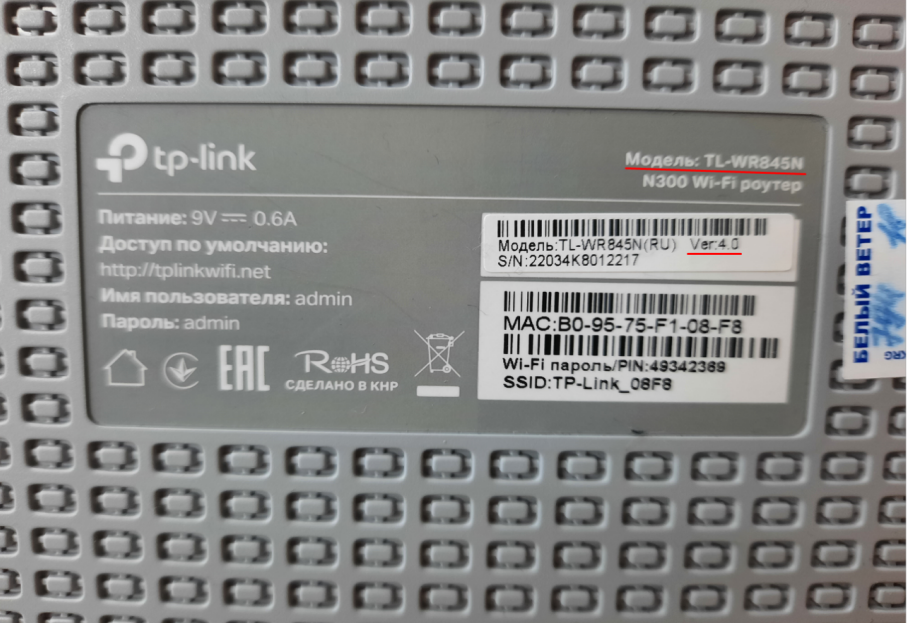 tp-link
Модель: TL-WR845N
N300 Wi-Fi роутер
Питание: 9V 0.6A
Доступ по умолчанию:
http://tplinkwifi.net
Имя пользователя: admin
Пароль: admin
EAC
RoHS
СДЕЛАНО В КНР
Модель:TL-WR845N(RU) Ver:4.0
S/N:22034K8012217
MAC:B0-95-75-F1-08-F8
Wi-Fi пароль/PIN:49342369
SSID:TP-Link_08F8
БЕЛЫЙ ВЕТЕР